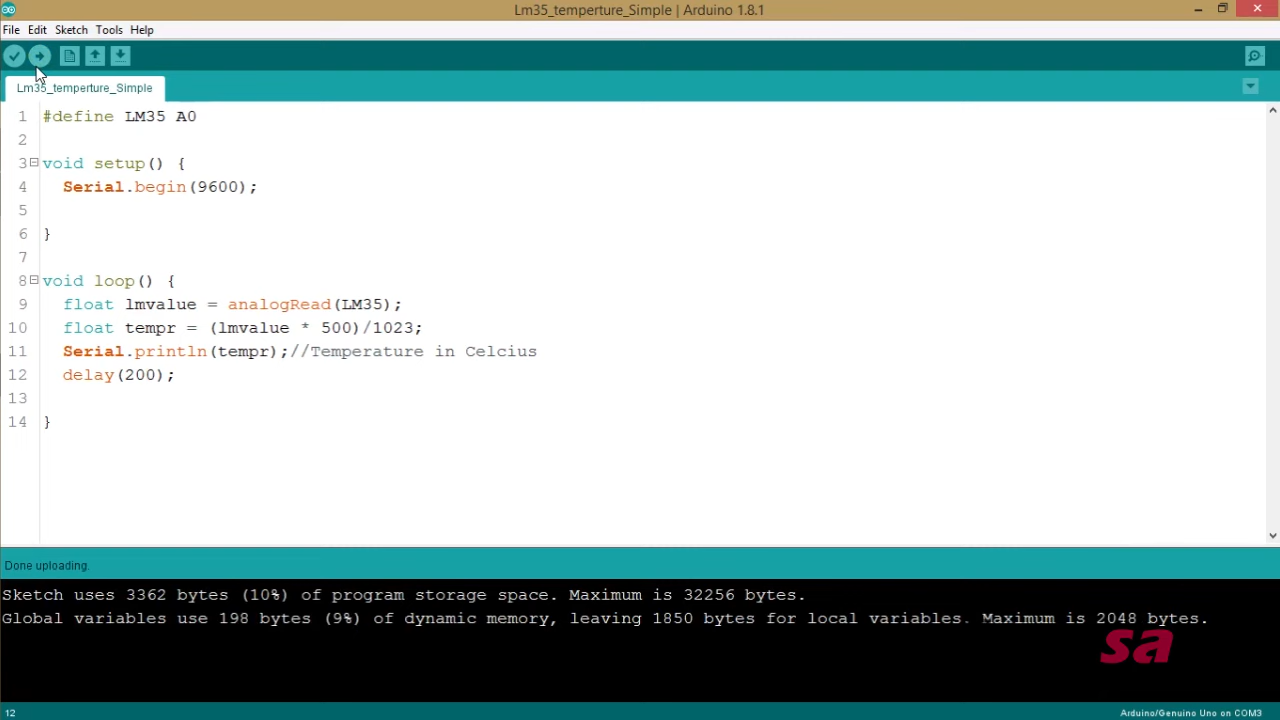 Lm35_temperture_Simple | Arduino 1.8.1
File Edit Sketch Tools Help
Lm35_temperture_Simple
1 #define LM35 A0
2
3 void setup() {
4 Serial.begin(9600);
5
6 }
7
8 void loop() {
9 float lmvalue = analogRead(LM35);
10 float tempr = (lmvalue * 500)/1023;
11 Serial.println(tempr);//Temperature in Celcius
12 delay(200);
13
14 }
Done uploading.
Sketch uses 3362 bytes (10%) of program storage space. Maximum is 32256 bytes.
Global variables use 198 bytes (9%) of dynamic memory, leaving 1850 bytes for local variables. Maximum is 2048 bytes.
sa
12 Arduino/Genuino Uno on COM3